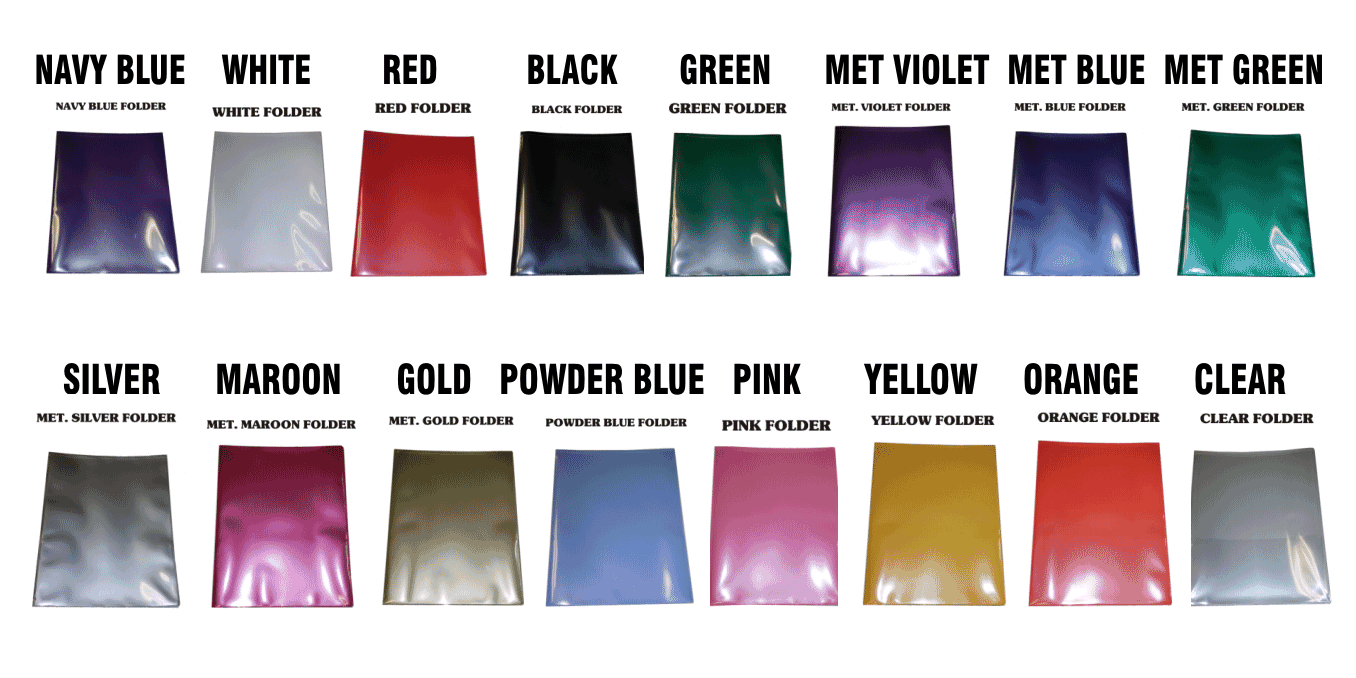 NAVY BLUE WHITE RED BLACK GREEN MET VIOLET MET BLUE MET GREEN
NAVY BLUE FOLDER WHITE FOLDER RED FOLDER BLACK FOLDER GREEN FOLDER MET. VIOLET FOLDER MET. BLUE FOLDER MET. GREEN FOLDER
SILVER MAROON GOLD POWDER BLUE PINK YELLOW ORANGE CLEAR
MET. SILVER FOLDER MET. MAROON FOLDER MET. GOLD FOLDER POWDER BLUE FOLDER PINK FOLDER YELLOW FOLDER ORANGE FOLDER CLEAR FOLDER